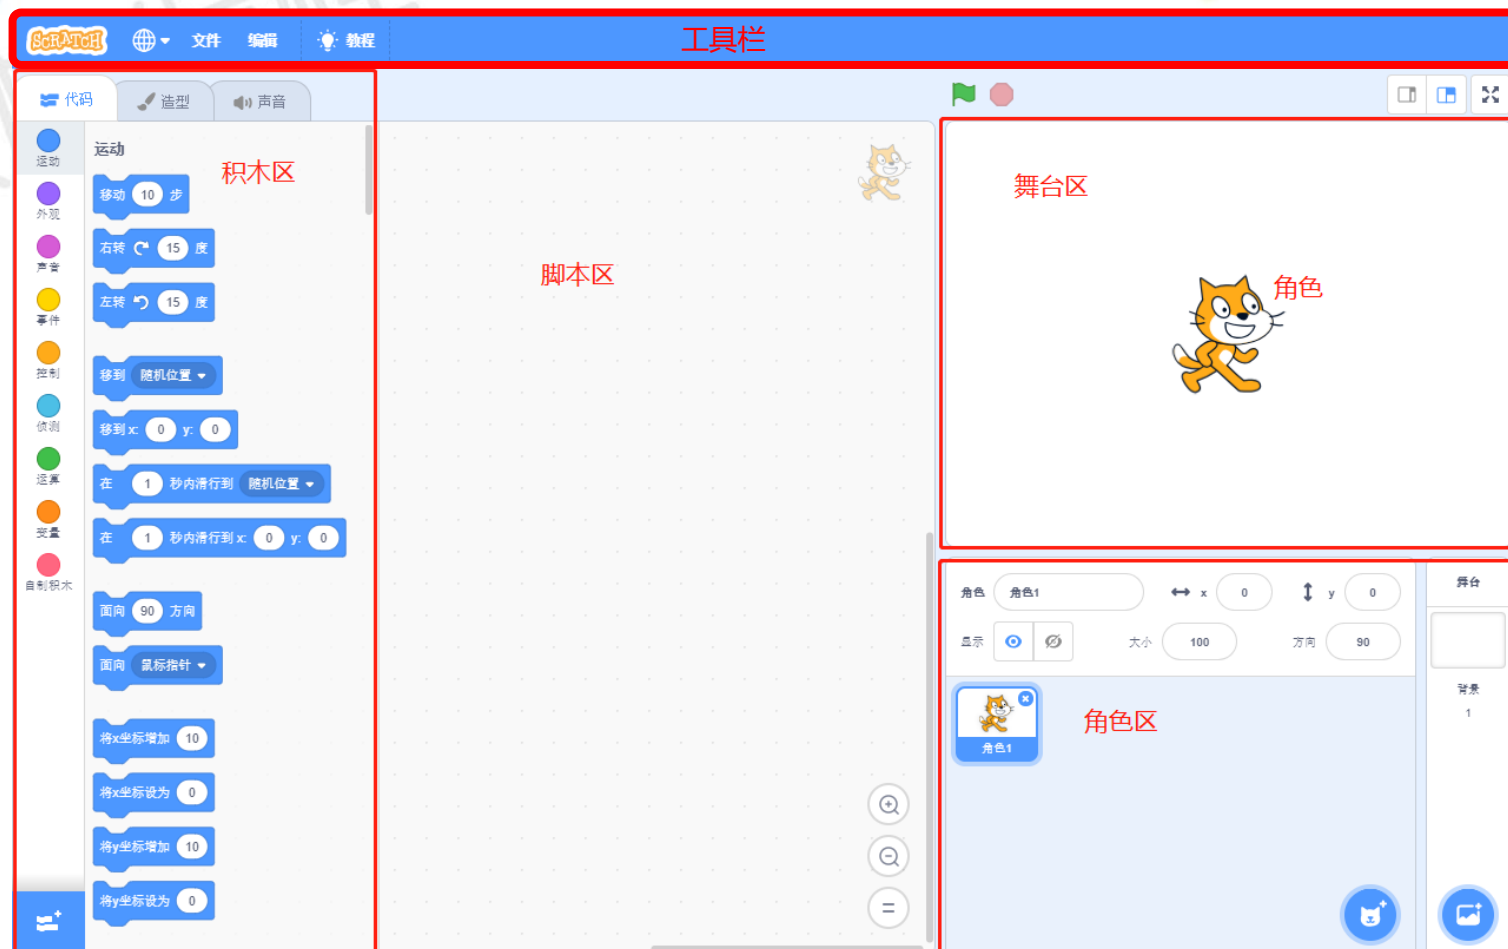 SCRATCH 文件 编辑 教程 工具栏
代码 造型 声音
运动
外观
声音
事件
控制
侦测
运算
变量
自制积木
运动
积木区
移动 10 步
右转 15 度
左转 15 度
移到 随机位置
移到 x: 0 y: 0
在 1 秒内滑行到 随机位置
在 1 秒内滑行到 x: 0 y: 0
面向 90 方向
面向 鼠标指针
将x坐标增加 10
将x坐标设为 0
将y坐标增加 10
将y坐标设为 0
脚本区
舞台区
角色
角色 角色1 x 0 y 0
显示 大小 100 方向 90
角色1
角色区
舞台
背景
1